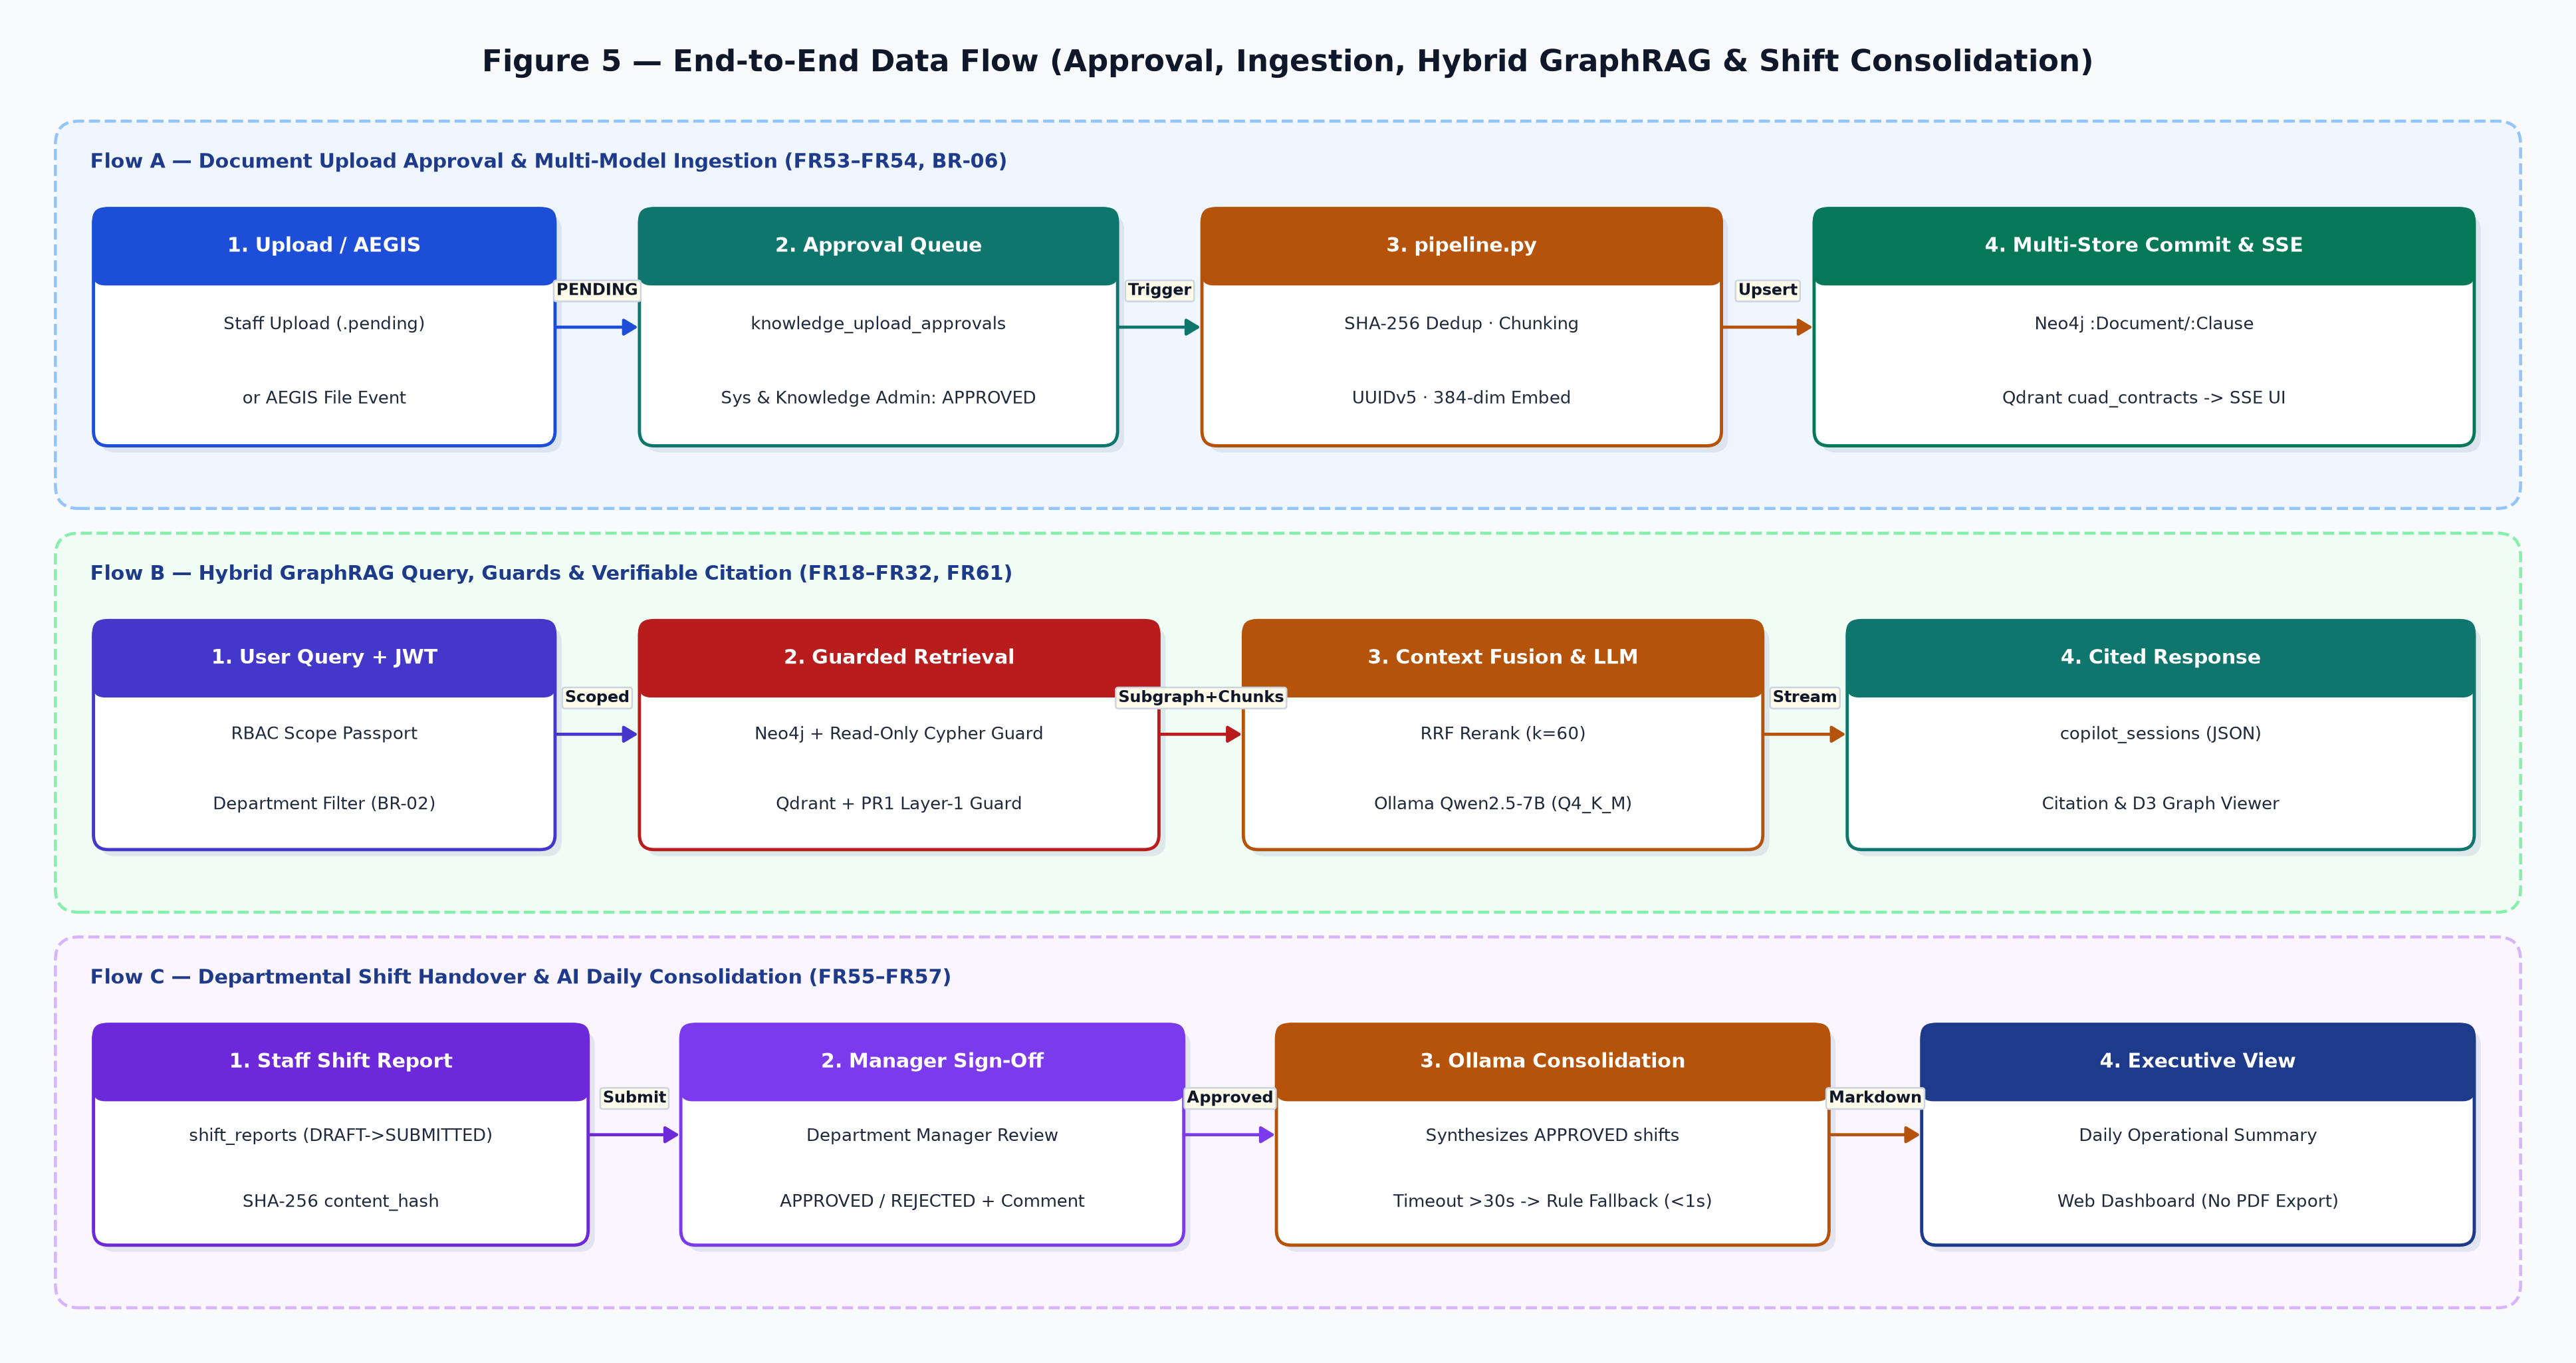 Figure 5 — End-to-End Data Flow (Approval, Ingestion, Hybrid GraphRAG & Shift Consolidation)
Flow A — Document Upload Approval & Multi-Model Ingestion (FR53–FR54, BR-06)
1. Upload / AEGIS
Staff Upload (.pending)
or AEGIS File Event
PENDING
2. Approval Queue
knowledge_upload_approvals
Sys & Knowledge Admin: APPROVED
Trigger
3. pipeline.py
SHA-256 Dedup · Chunking
UUIDv5 · 384-dim Embed
Upsert
4. Multi-Store Commit & SSE
Neo4j :Document/:Clause
Qdrant cuad_contracts -> SSE UI
Flow B — Hybrid GraphRAG Query, Guards & Verifiable Citation (FR18–FR32, FR61)
1. User Query + JWT
RBAC Scope Passport
Department Filter (BR-02)
Scoped
2. Guarded Retrieval
Neo4j + Read-Only Cypher Guard
Qdrant + PR1 Layer-1 Guard
Subgraph+Chunks
3. Context Fusion & LLM
RRF Rerank (k=60)
Ollama Qwen2.5-7B (Q4_K_M)
Stream
4. Cited Response
copilot_sessions (JSON)
Citation & D3 Graph Viewer
Flow C — Departmental Shift Handover & AI Daily Consolidation (FR55–FR57)
1. Staff Shift Report
shift_reports (DRAFT->SUBMITTED)
SHA-256 content_hash
Submit
2. Manager Sign-Off
Department Manager Review
APPROVED / REJECTED + Comment
Approved
3. Ollama Consolidation
Synthesizes APPROVED shifts
Timeout >30s -> Rule Fallback (<1s)
Markdown
4. Executive View
Daily Operational Summary
Web Dashboard (No PDF Export)